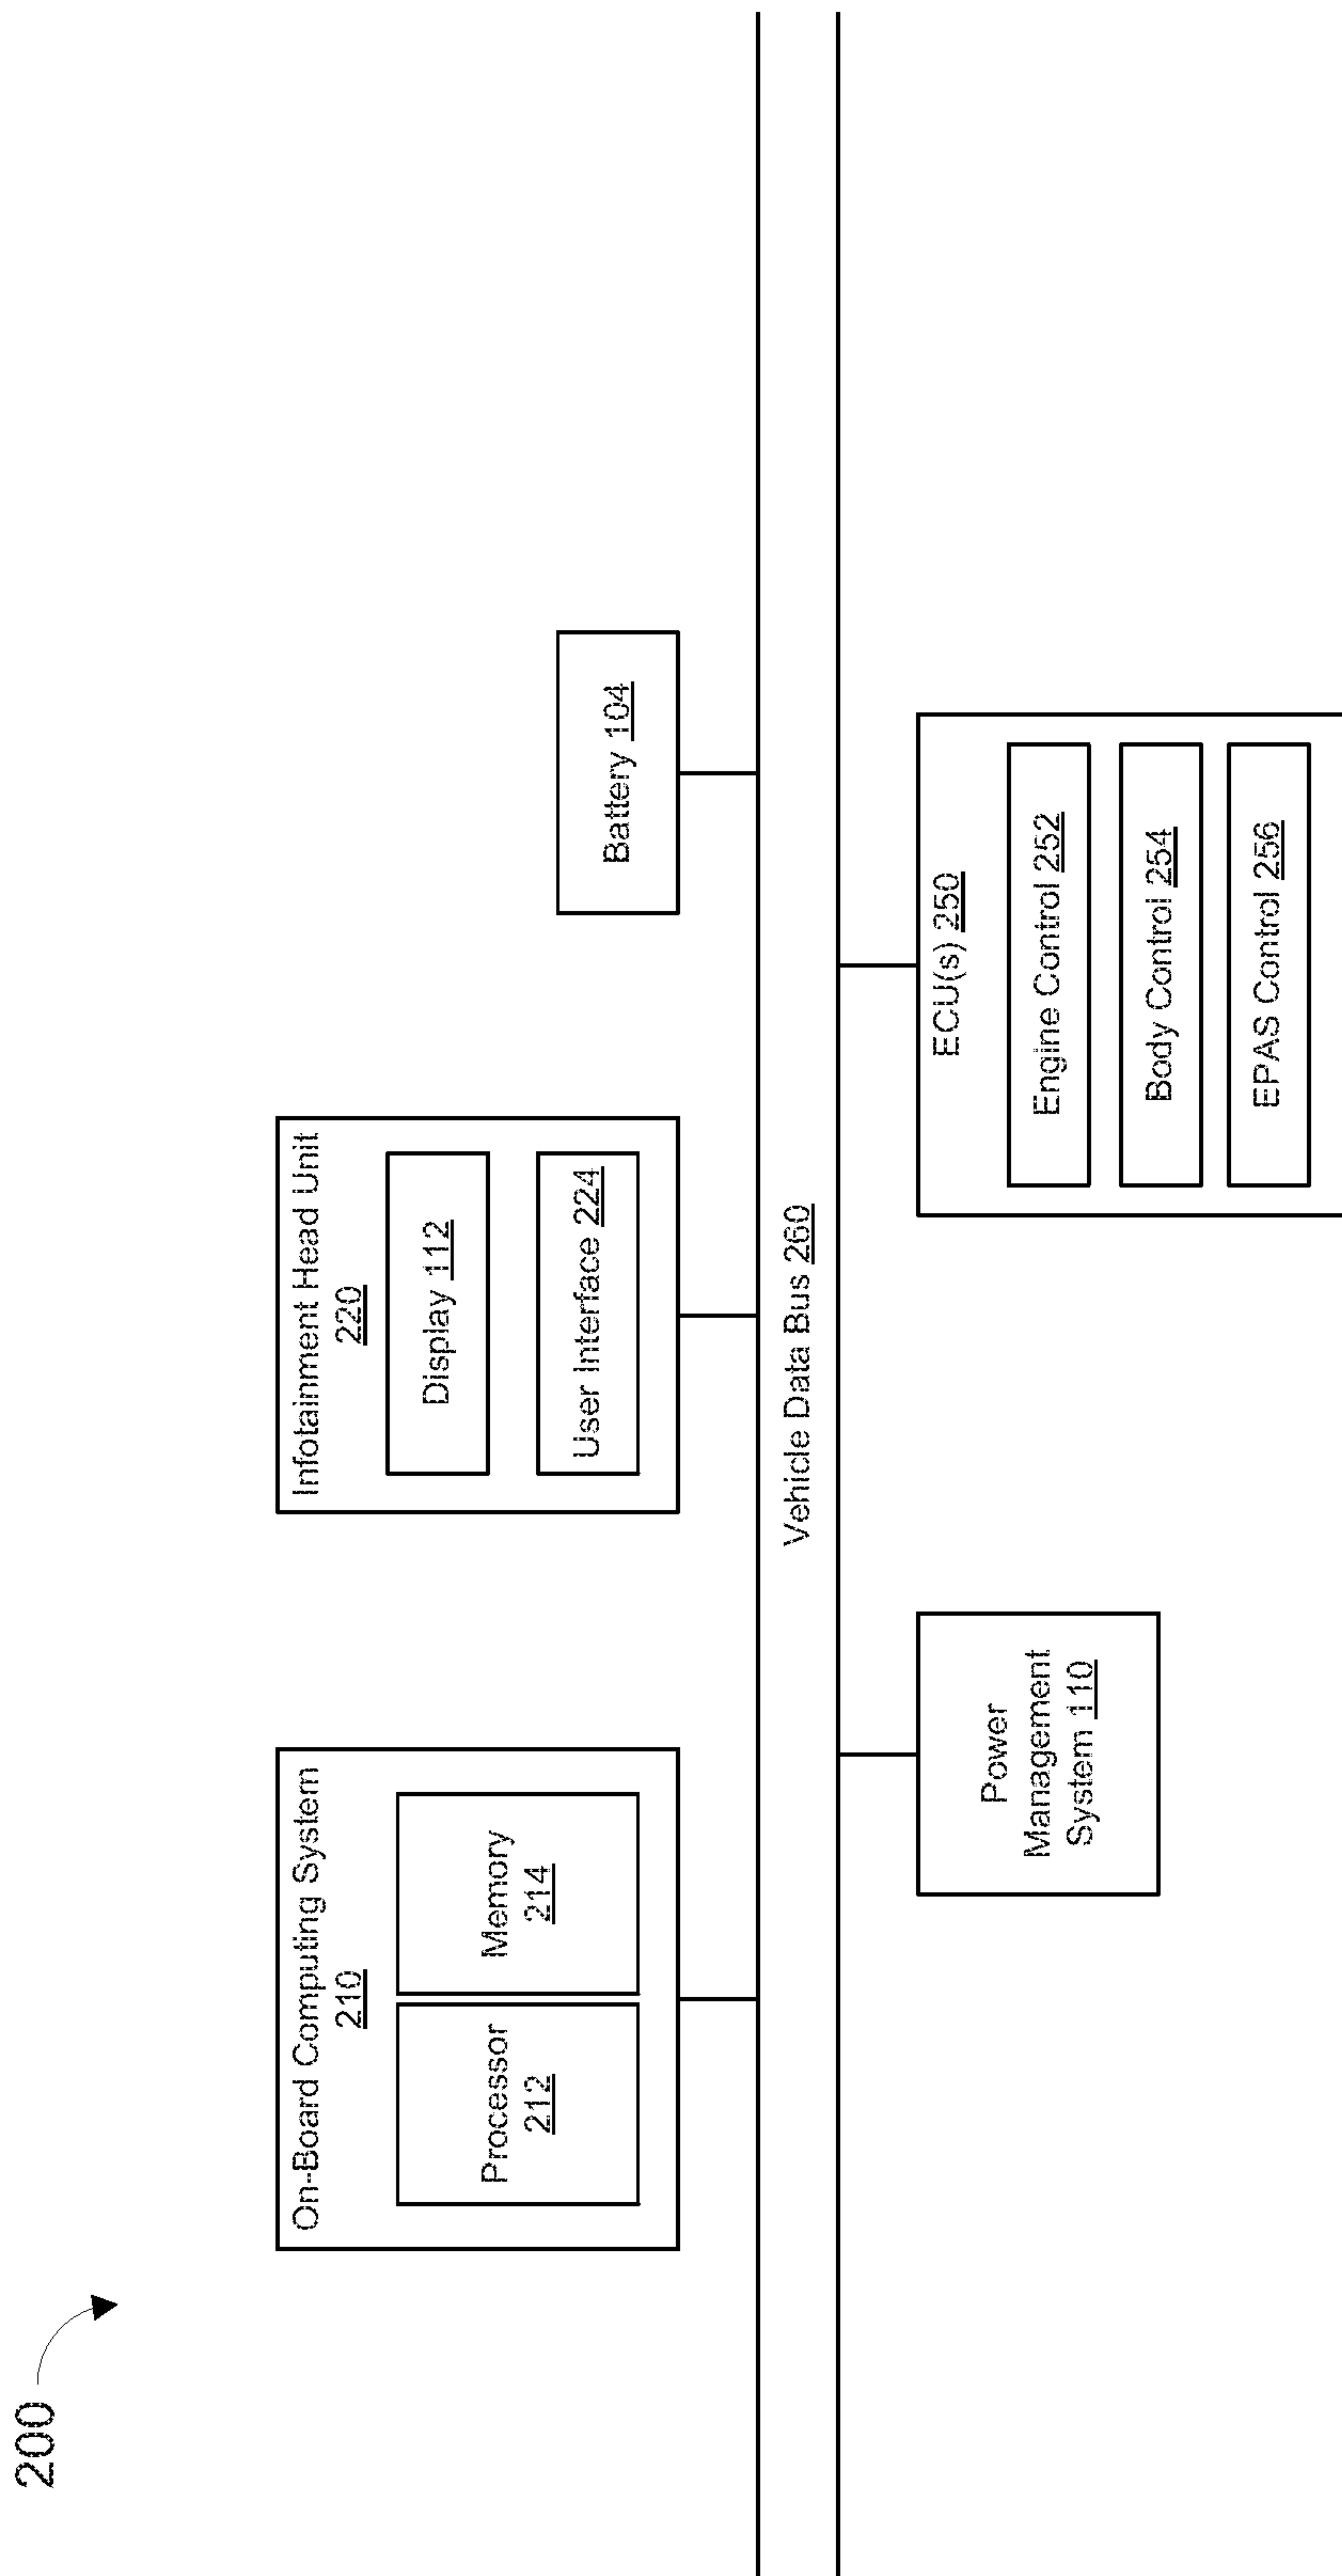 200
On-Board Computing System
210
Processor
212
Memory
214
Infotainment Head Unit
220
Display 112
User Interface 224
Battery 104
Vehicle Data Bus 260
Power
Management
System 110
ECU(s) 250
Engine Control 252
Body Control 254
EPAS Control 256